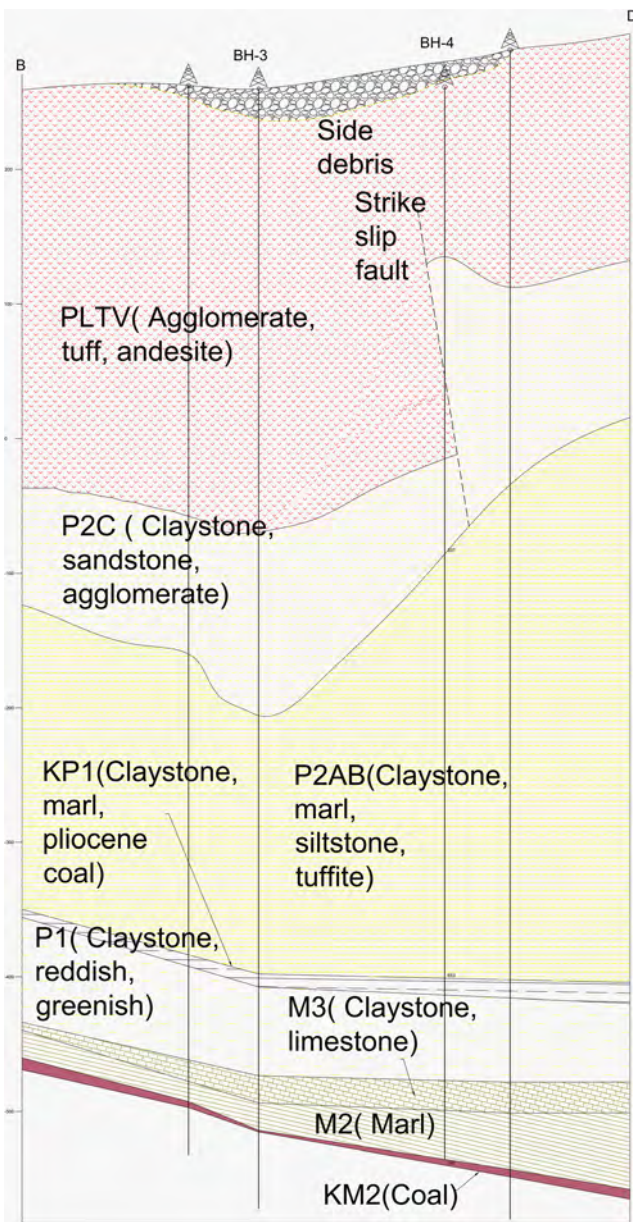 D
B
BH-3
BH-4
Side
debris
Strike
slip
fault
PLTV( Agglomerate,
tuff, andesite)
0
P2C ( Claystone,
sandstone,
agglomerate)
KP1(Claystone,
marl,
pliocene
coal)
P2AB(Claystone,
marl,
siltstone,
tuffite)
P1( Claystone,
reddish,
greenish)
M3( Claystone,
limestone)
M2( Marl)
KM2(Coal)